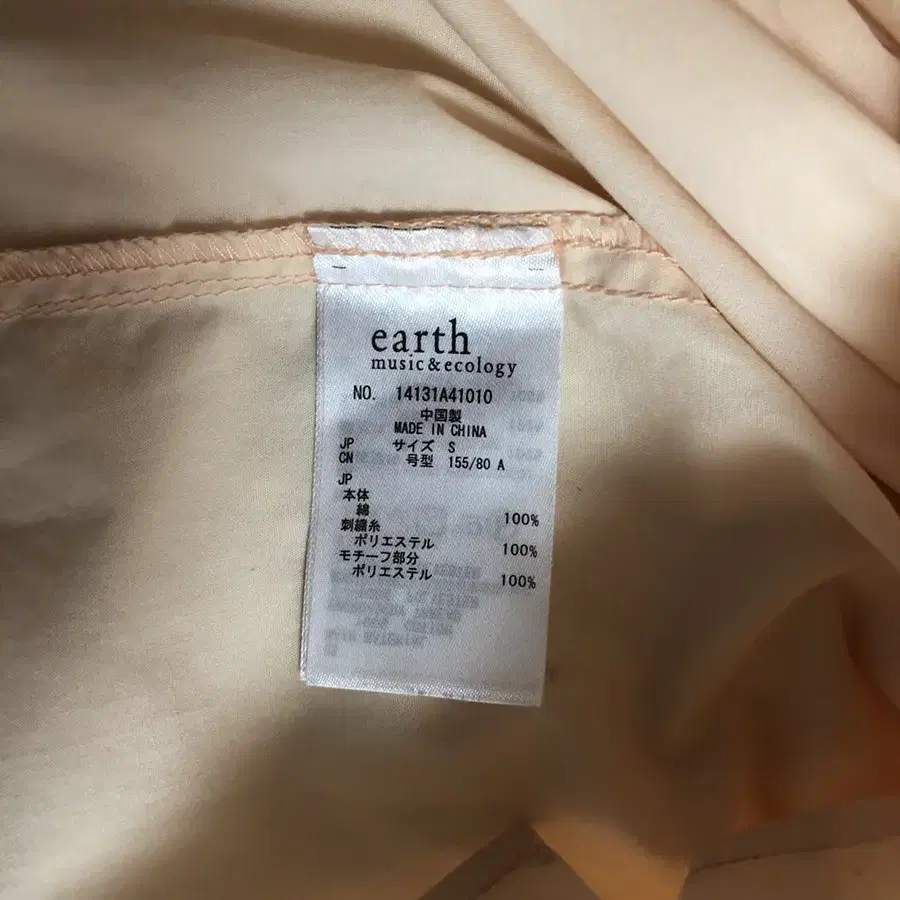 earth
music&ecology
NO. 14131A41010
中国製
MADE IN CHINA
JP サイズ S
CN 号型 155/80 A
JP
本体
綿 100%
刺繍糸
ポリエステル 100%
モチーフ部分
ポリエステル 100%